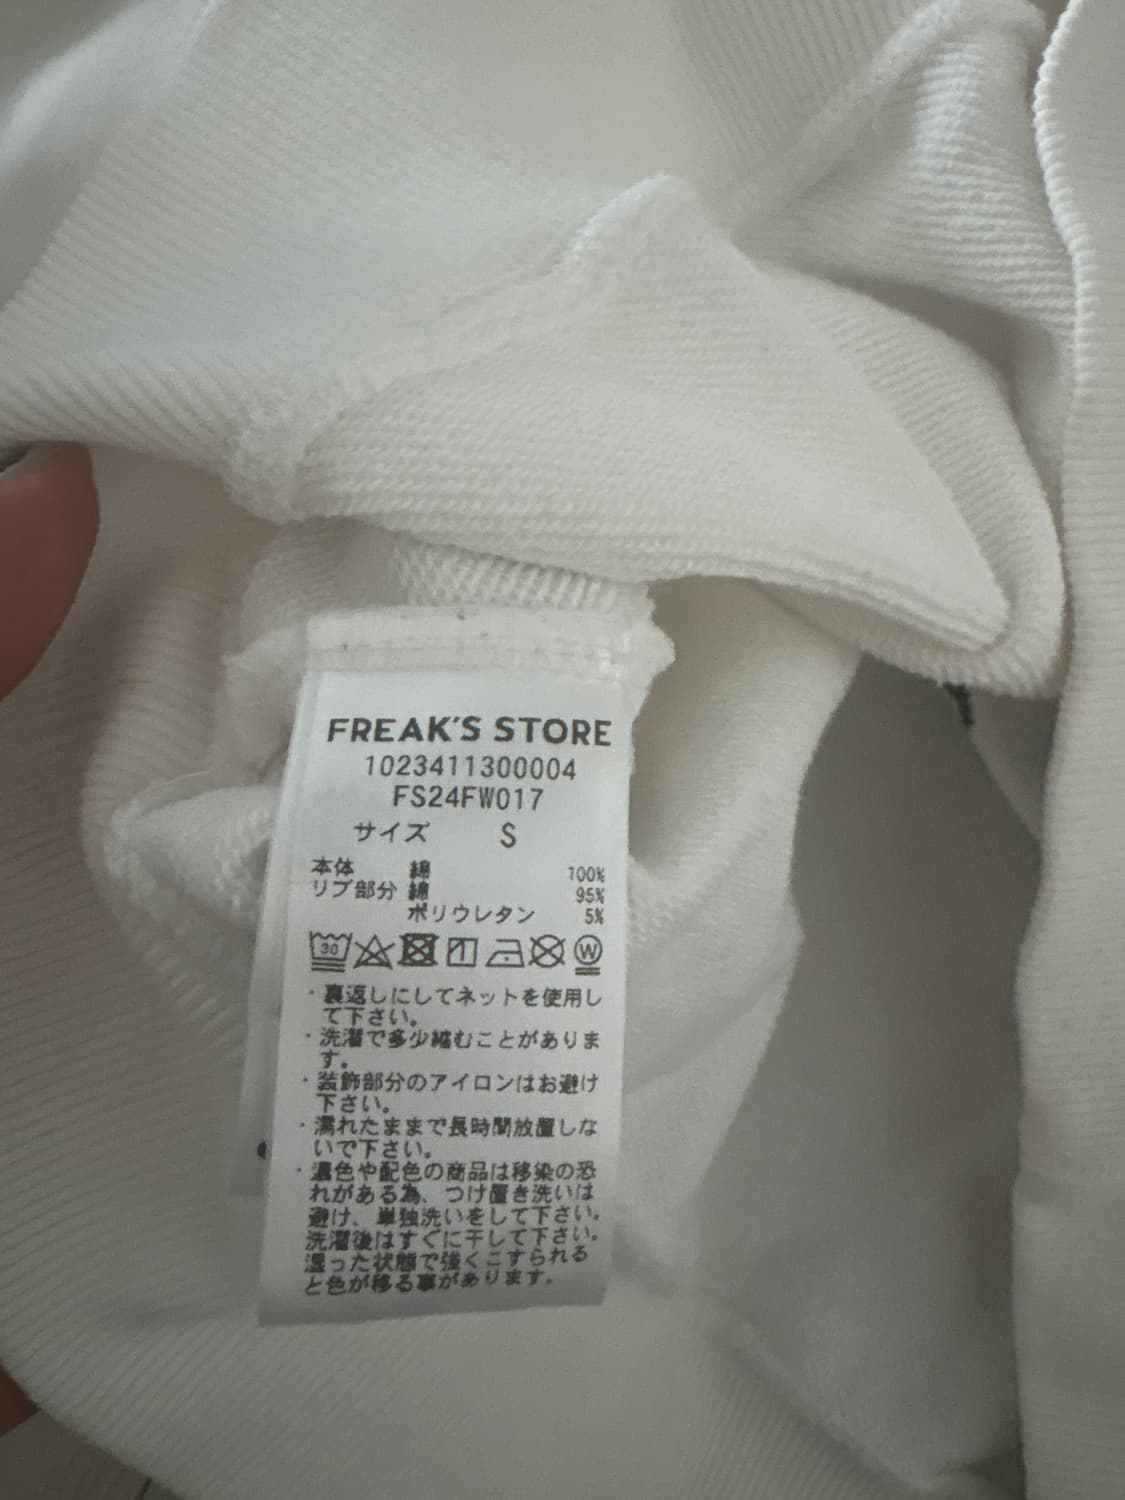 FREAK'S STORE
1023411300004
FS24FW017
サイズ S
本体 綿 100%
リブ部分 綿 95%
ポリウレタン 5%
30 W
・裏返しにしてネットを使用し
て下さい。
・洗濯で多少縮むことがありま
す。
・装飾部分のアイロンはお避け
下さい。
・濡れたままで長時間放置しな
いで下さい。
・濃色や配色の商品は移染の恐
れがある為、つけ置き洗いは
避け、単独洗いをして下さい。
洗濯後はすぐに干して下さい。
湿った状態で強くこすられる
と色が移る事があります。